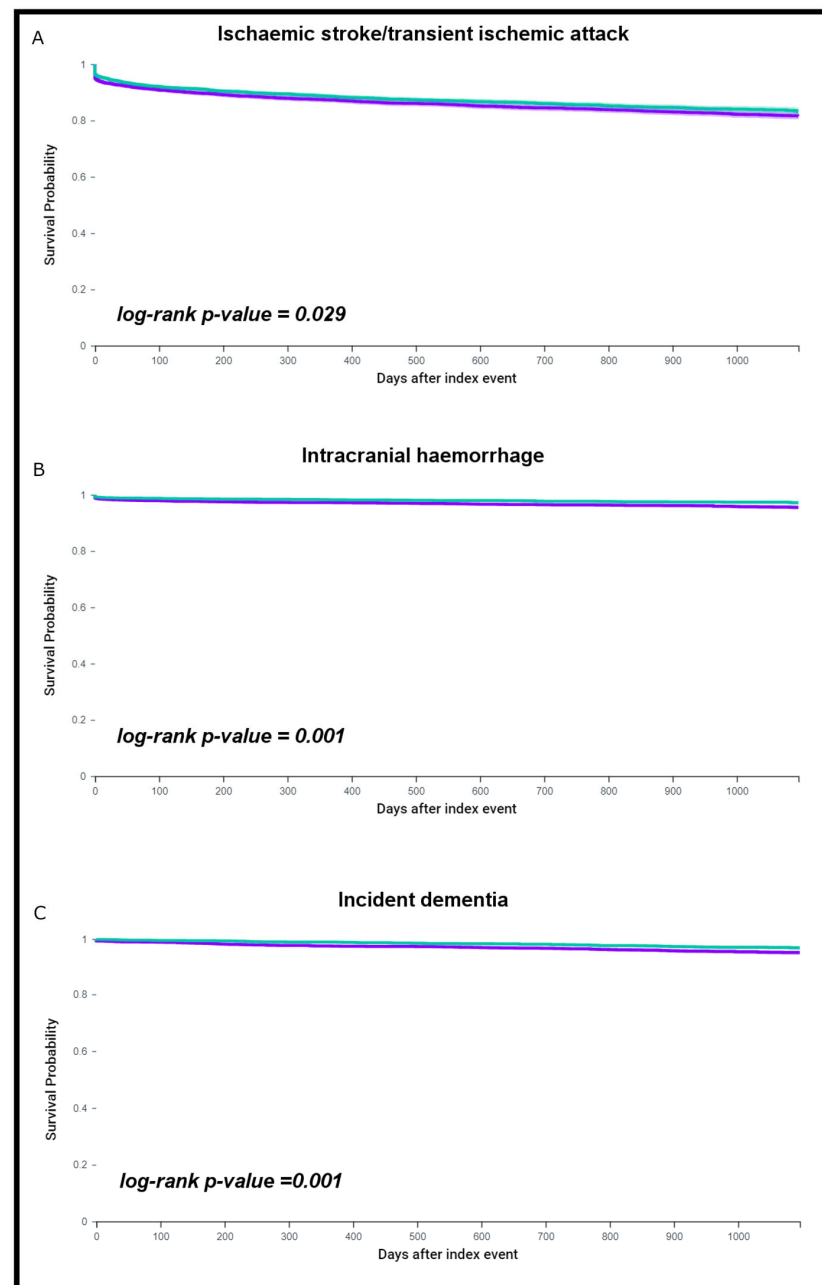 A
Ischaemic stroke/transient ischemic attack
1
0.8
0.6
0.4
0.2
0
Survival Probability
log-rank p-value = 0.029
0 100 200 300 400 500 600 700 800 900 1000
Days after index event
B
Intracranial haemorrhage
1
0.8
0.6
0.4
0.2
0
Survival Probability
log-rank p-value = 0.001
0 100 200 300 400 500 600 700 800 900 1000
Days after index event
C
Incident dementia
1
0.8
0.6
0.4
0.2
0
Survival Probability
log-rank p-value =0.001
0 100 200 300 400 500 600 700 800 900 1000
Days after index event